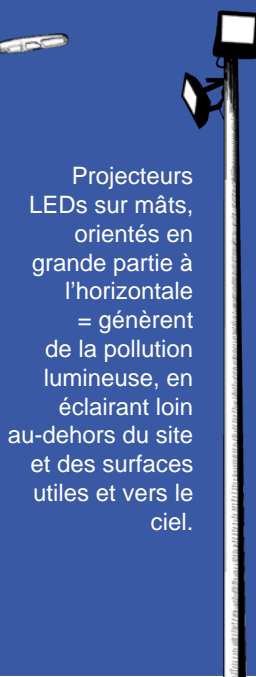 Projecteurs
LEDs sur mâts,
orientés en
grande partie à
l’horizontale
= génèrent
de la pollution
lumineuse, en
éclairant loin
au-dehors du site
et des surfaces
utiles et vers le
ciel.